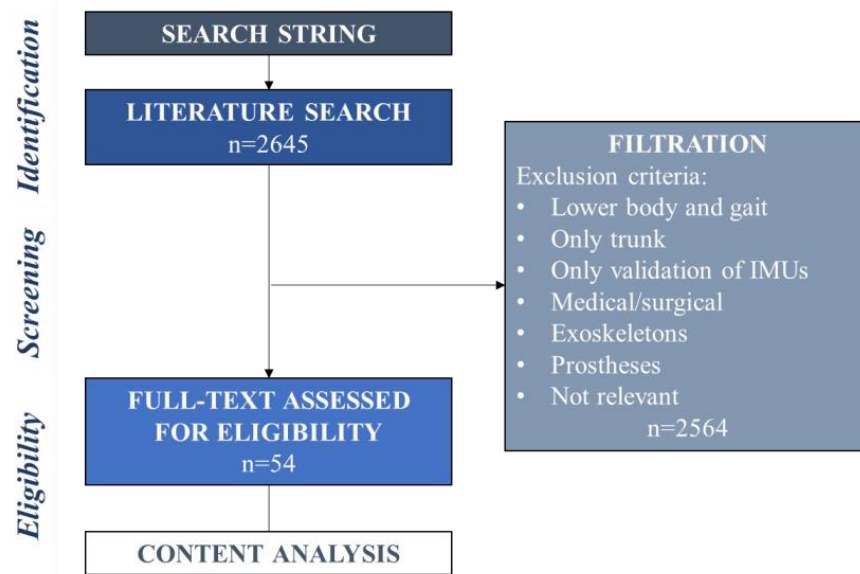 Identification
SEARCH STRING
LITERATURE SEARCH
n=2645
Screening
FILTRATION
Exclusion criteria:
• Lower body and gait
• Only trunk
• Only validation of IMUs
• Medical/surgical
• Exoskeletons
• Prostheses
• Not relevant
n=2564
Eligibility
FULL-TEXT ASSESSED
FOR ELIGIBILITY
n=54
CONTENT ANALYSIS